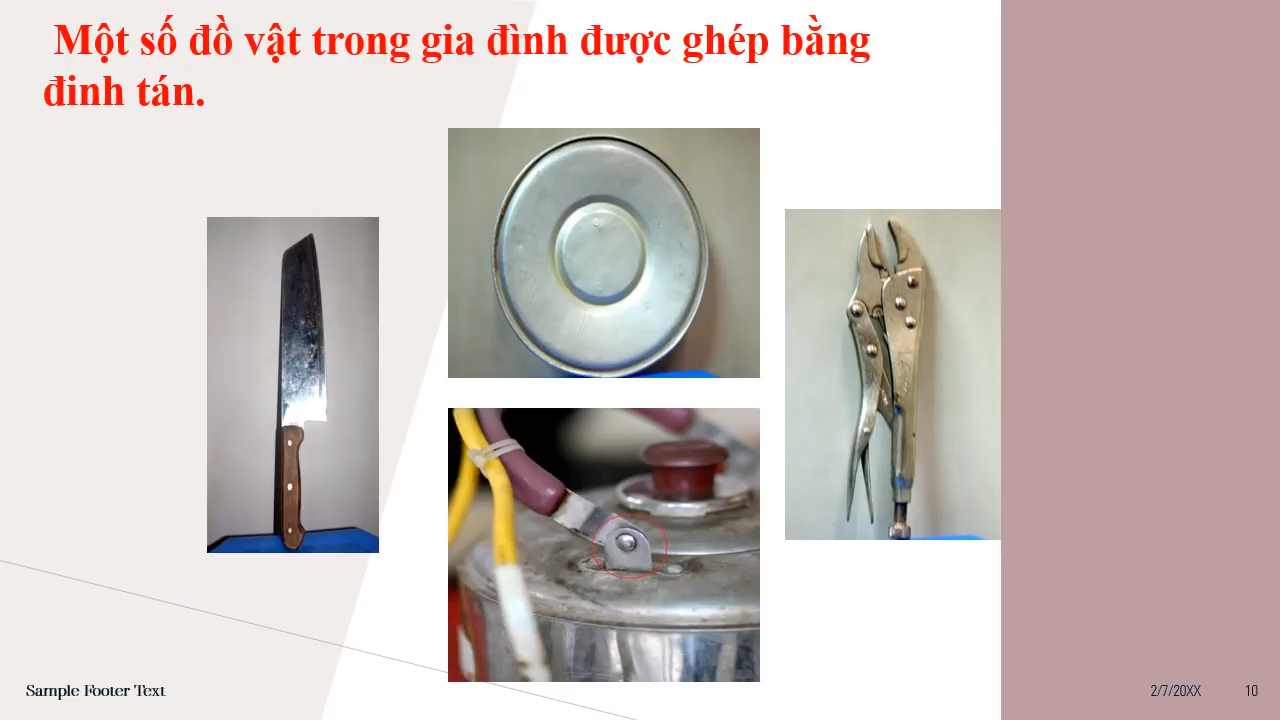 Một số đồ vật trong gia đình được ghép bằng
đinh tán.
Sample Footer Text
2/7/20XX
10